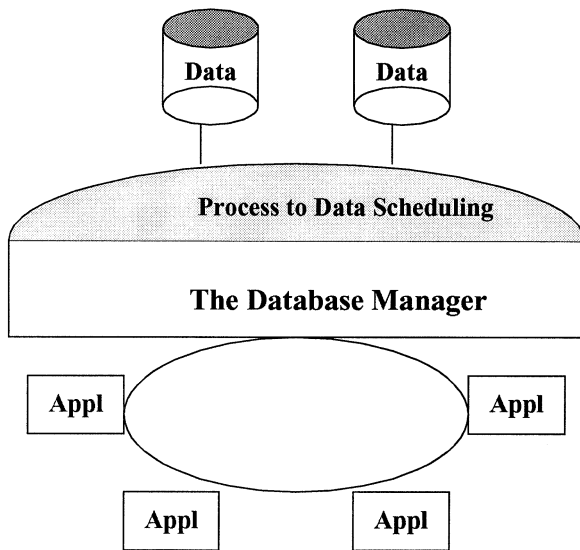 Data
Data
Process to Data Scheduling
The Database Manager
Appl
Appl
Appl
Appl